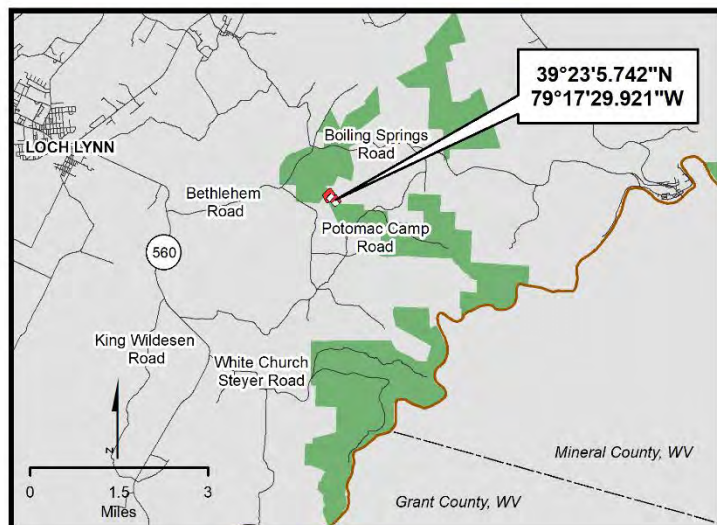 39°23'5.742"N
79°17'29.921"W
Boiling Springs
Road
LOCH LYNN
Bethlehem
Road
Potomac Camp
Road
560
King Wildesen
Road
White Church
Steyer Road
N
0 1.5 3
Miles
Mineral County, WV
Grant County, WV